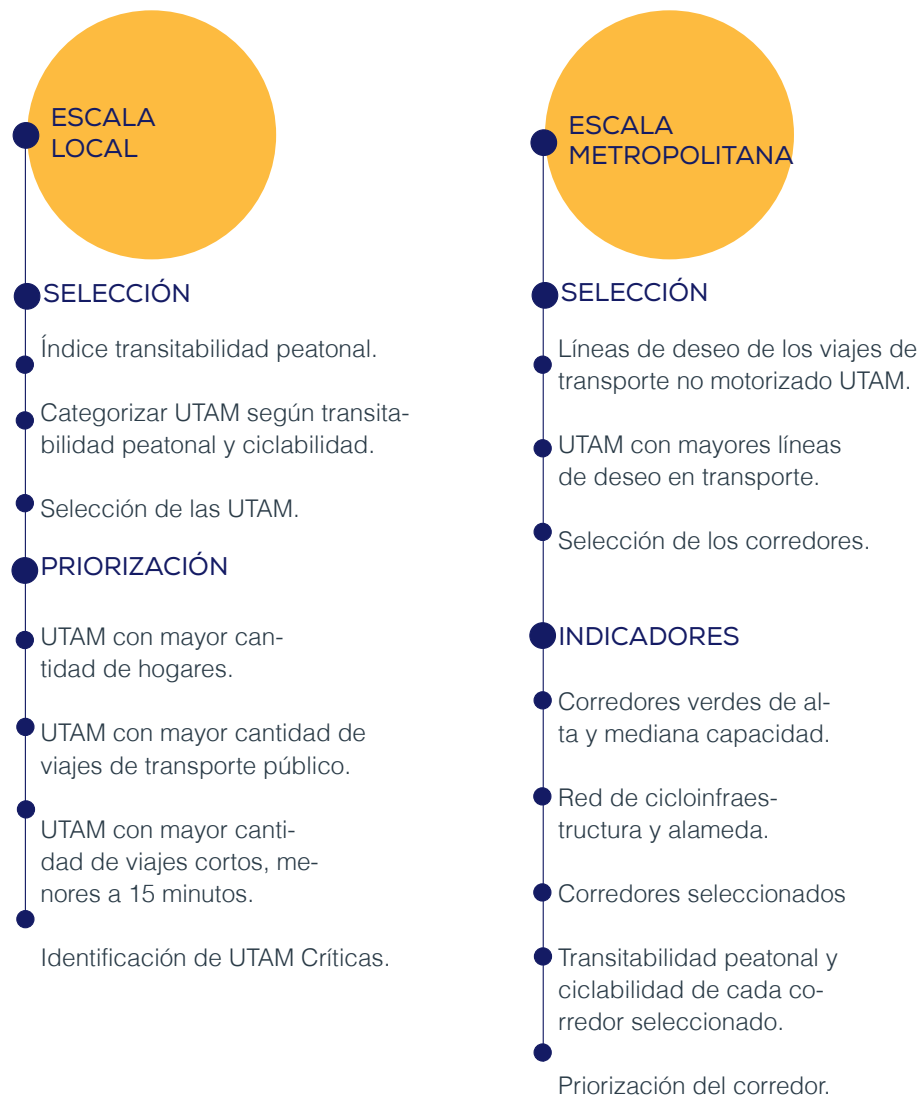 ESCALA
LOCAL
SELECCIÓN
Índice transitabilidad peatonal.
Categorizar UTAM según transita-
bilidad peatonal y ciclabilidad.
Selección de las UTAM.
PRIORIZACIÓN
UTAM con mayor can-
tidad de hogares.
UTAM con mayor cantidad de
viajes de transporte público.
UTAM con mayor canti-
dad de viajes cortos, me-
nores a 15 minutos.
Identificación de UTAM Críticas.
ESCALA
METROPOLITANA
SELECCIÓN
Líneas de deseo de los viajes de
transporte no motorizado UTAM.
UTAM con mayores líneas
de deseo en transporte.
Selección de los corredores.
INDICADORES
Corredores verdes de al-
ta y mediana capacidad.
Red de cicloinfraes-
tructura y alameda.
Corredores seleccionados
Transitabilidad peatonal y
ciclabilidad de cada co-
rredor seleccionado.
Priorización del corredor.